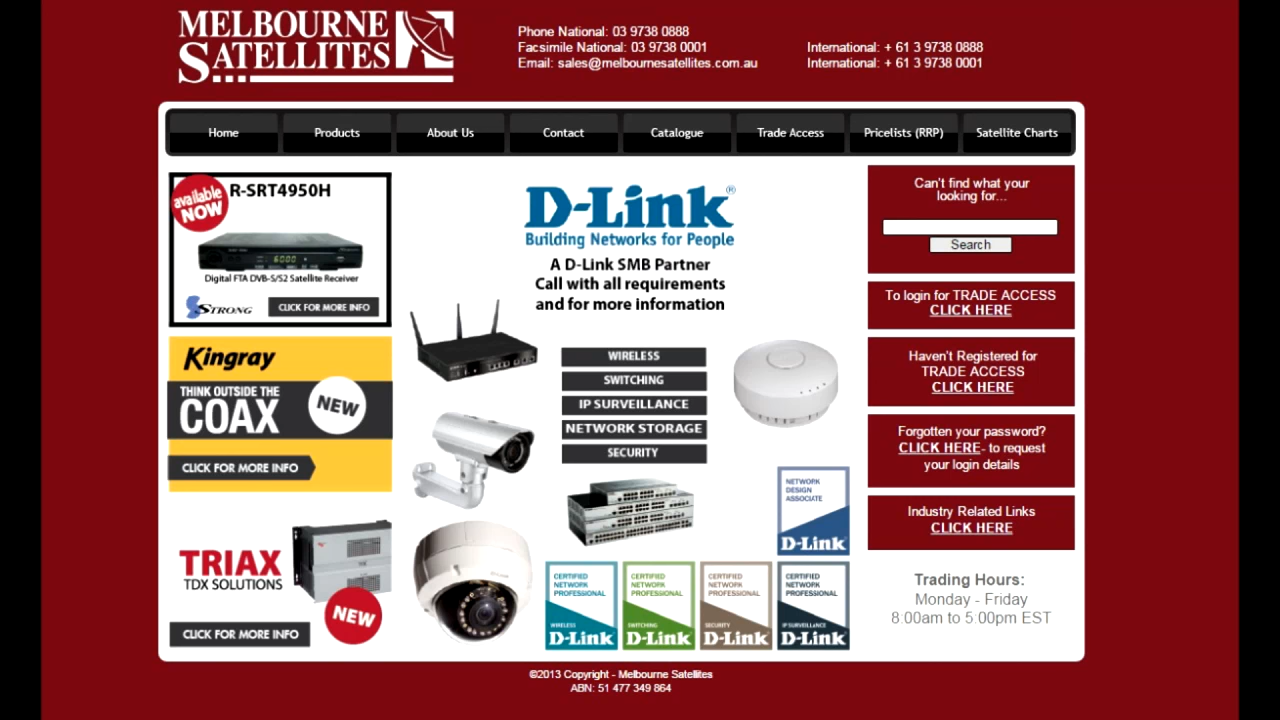 MELBOURNE
SATELLITES
Phone National: 03 9738 0888
Facsimile National: 03 9738 0001
Email: sales@melbournesatellites.com.au
International: + 61 3 9738 0888
International: + 61 3 9738 0001
Home
Products
About Us
Contact
Catalogue
Trade Access
Pricelists (RRP)
Satellite Charts
available
NOW
R-SRT4950H
Digital FTA DVB-S/S2 Satellite Receiver
STRONG
CLICK FOR MORE INFO
Kingray
THINK OUTSIDE THE
COAX
NEW
CLICK FOR MORE INFO
TRIAX
TDX SOLUTIONS
NEW
CLICK FOR MORE INFO
D-Link®
Building Networks for People
A D-Link SMB Partner
Call with all requirements
and for more information
WIRELESS
SWITCHING
IP SURVEILLANCE
NETWORK STORAGE
SECURITY
NETWORK
DESIGN
ASSOCIATE
D-Link
CERTIFIED
NETWORK
PROFESSIONAL
WIRELESS
D-Link
CERTIFIED
NETWORK
PROFESSIONAL
SWITCHING
D-Link
CERTIFIED
NETWORK
PROFESSIONAL
SECURITY
D-Link
CERTIFIED
NETWORK
PROFESSIONAL
IP SURVEILLANCE
D-Link
Can't find what your
looking for...
Search
To login for TRADE ACCESS
CLICK HERE
Haven't Registered for
TRADE ACCESS
CLICK HERE
Forgotten your password?
CLICK HERE - to request
your login details
Industry Related Links
CLICK HERE
Trading Hours:
Monday - Friday
8:00am to 5:00pm EST
©2013 Copyright - Melbourne Satellites
ABN: 51 477 349 864